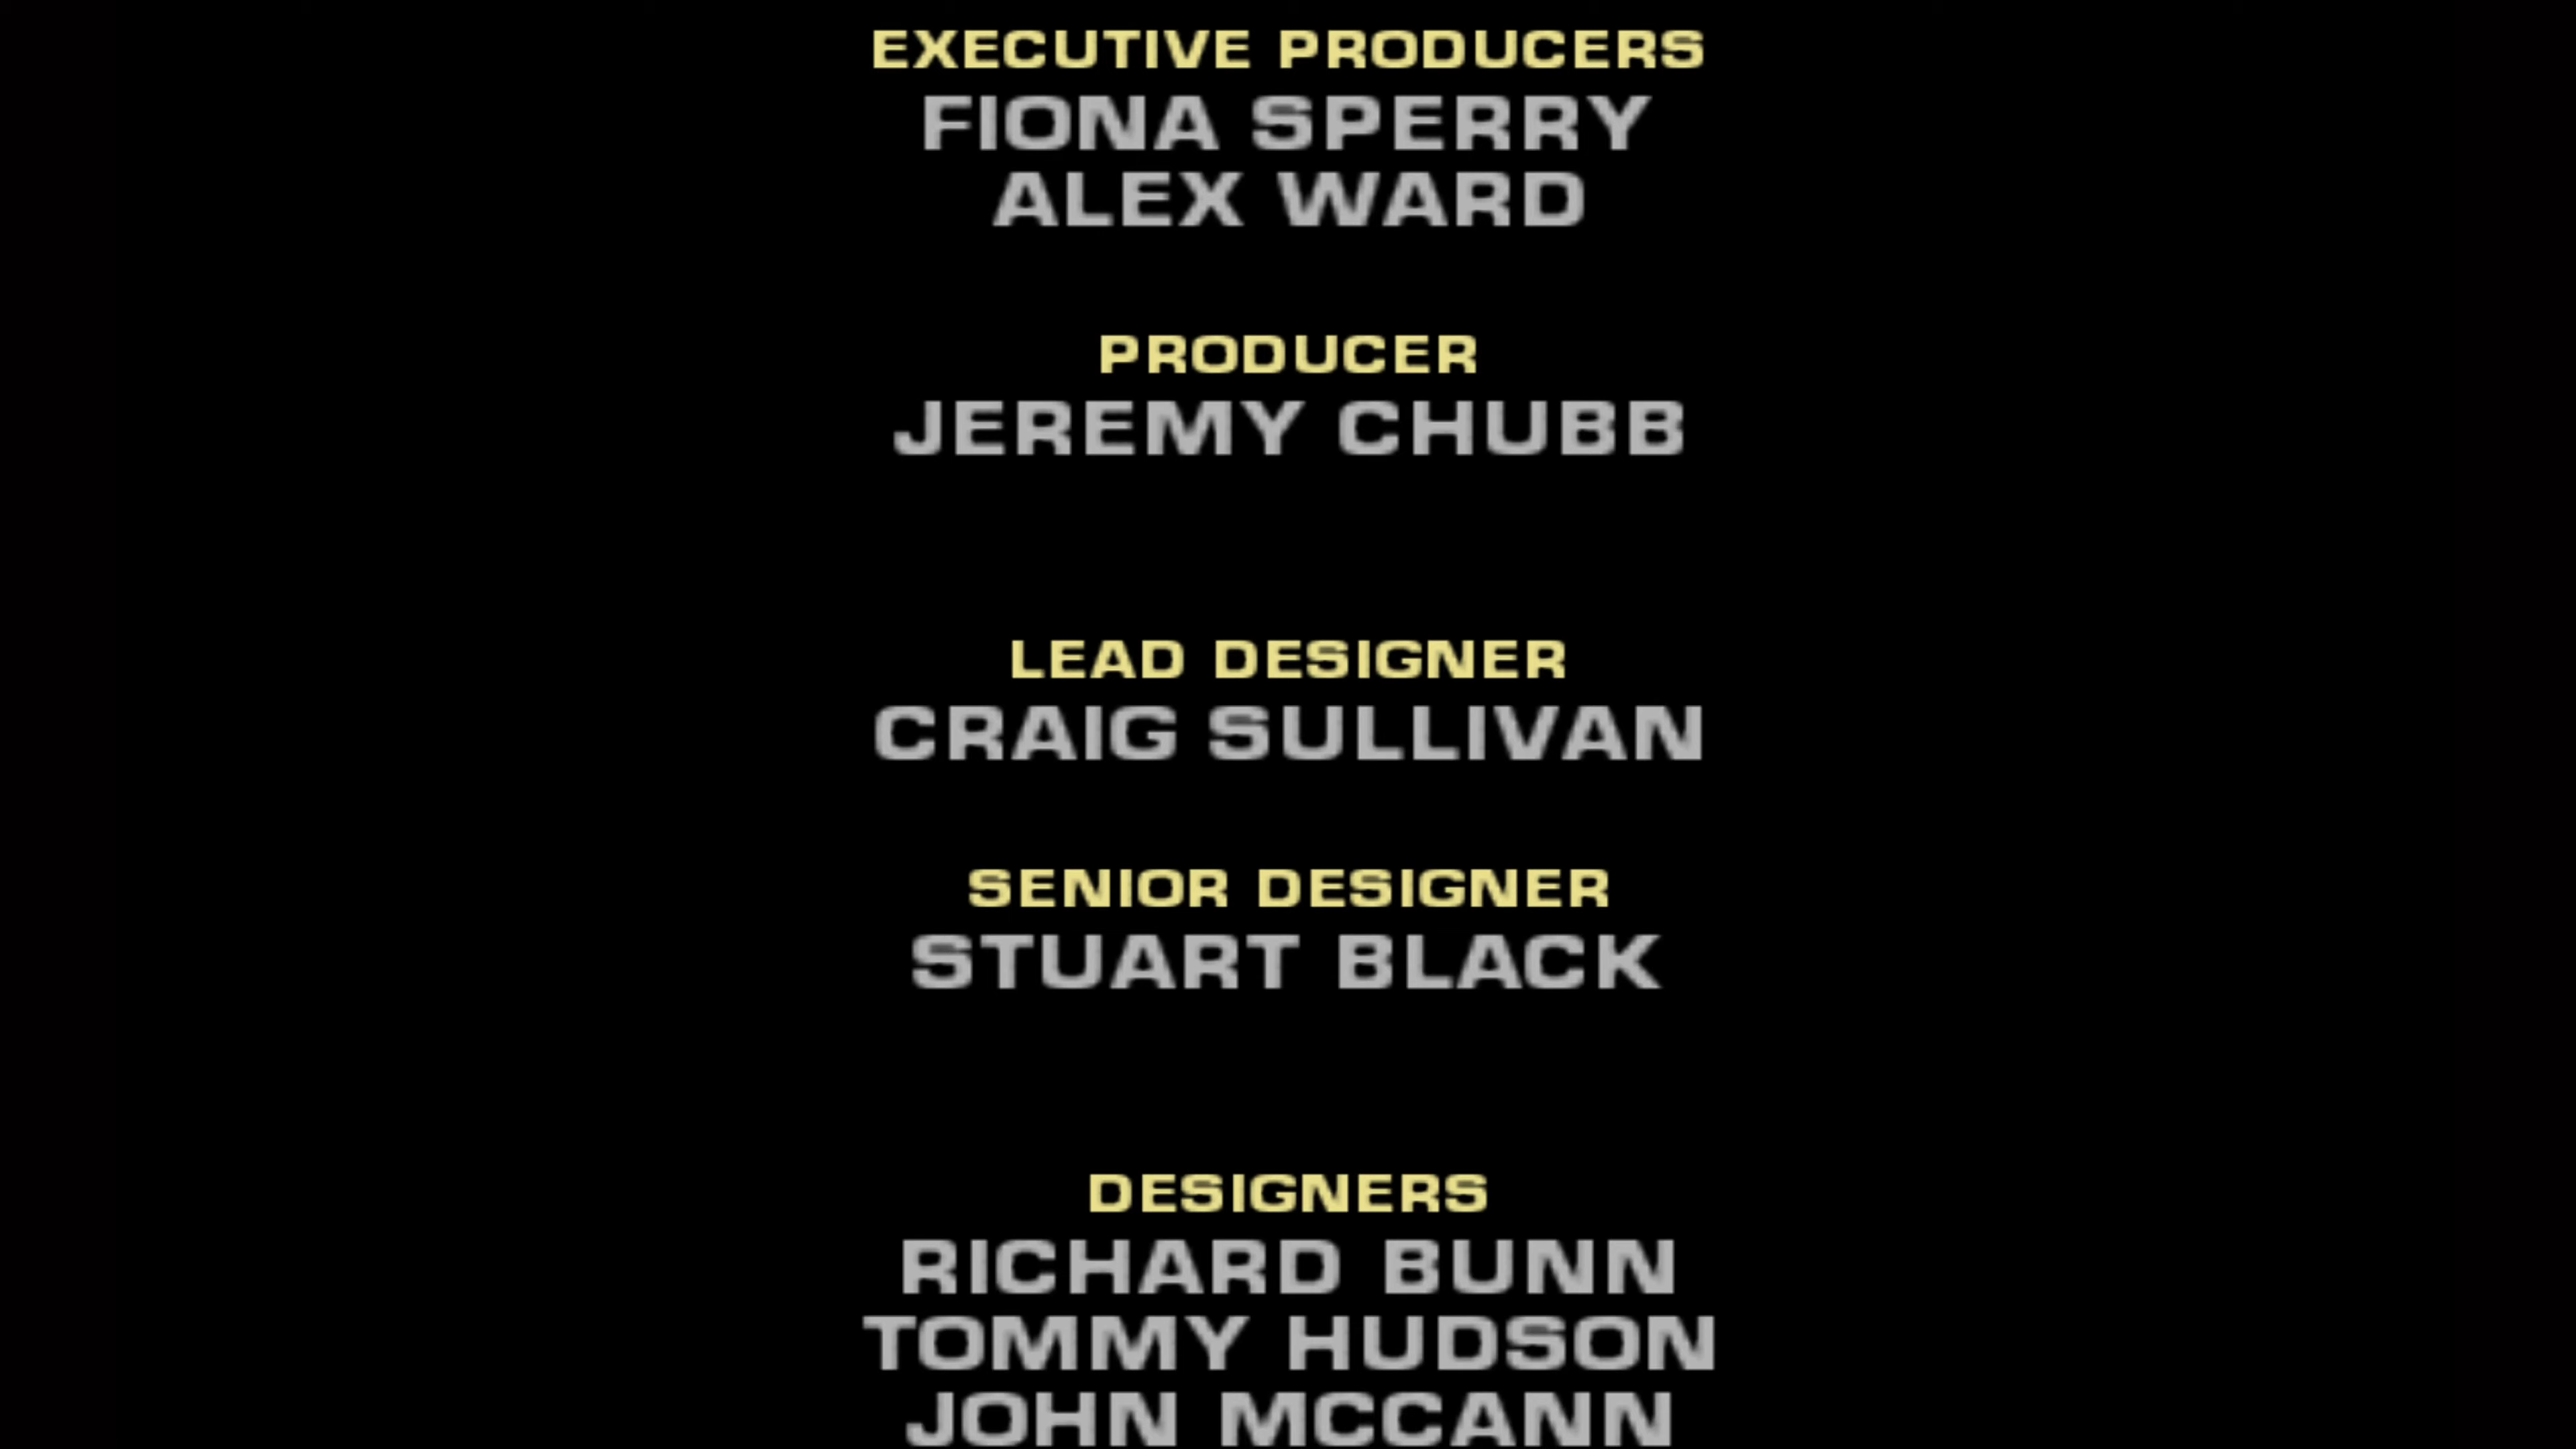 EXECUTIVE PRODUCERS
FIONA SPERRY
ALEX WARD
PRODUCER
JEREMY CHUBB
LEAD DESIGNER
CRAIG SULLIVAN
SENIOR DESIGNER
STUART BLACK
DESIGNERS
RICHARD BUNN
TOMMY HUDSON
JOHN MCCANN